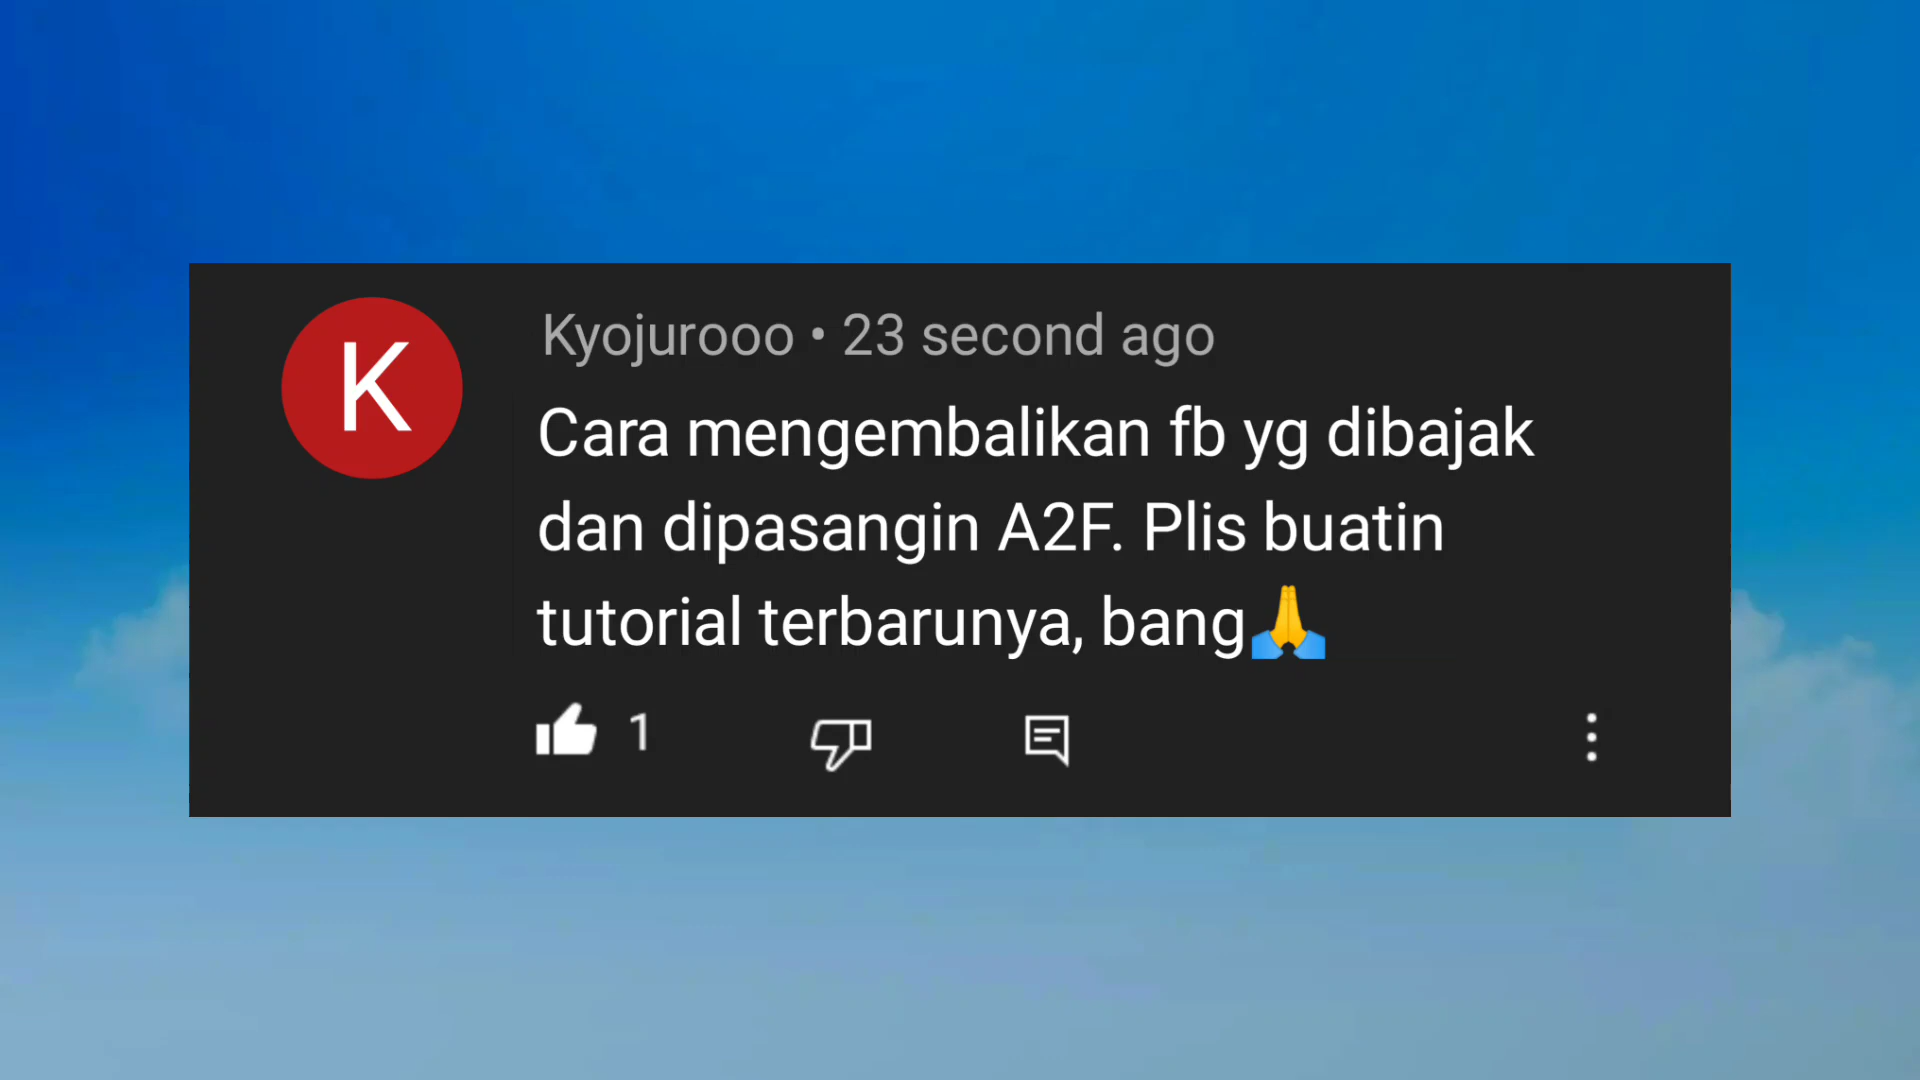 K
Kyojurooo • 23 second ago
Cara mengembalikan fb yg dibajak
dan dipasangin A2F. Plis buatin
tutorial terbarunya, bang🙏
1